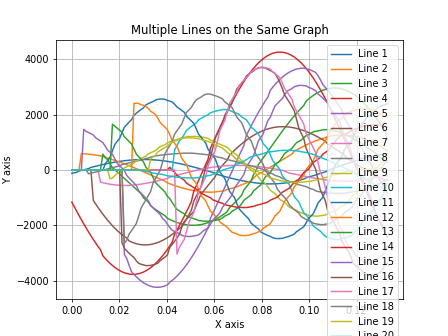 Multiple Lines on the Same Graph
Y axis
4000
2000
0
−2000
−4000
0.00
0.02
0.04
0.06
0.08
0.10
X axis
Line 1
Line 2
Line 3
Line 4
Line 5
Line 6
Line 7
Line 8
Line 9
Line 10
Line 11
Line 12
Line 13
Line 14
Line 15
Line 16
Line 17
Line 18
Line 19
Line 20